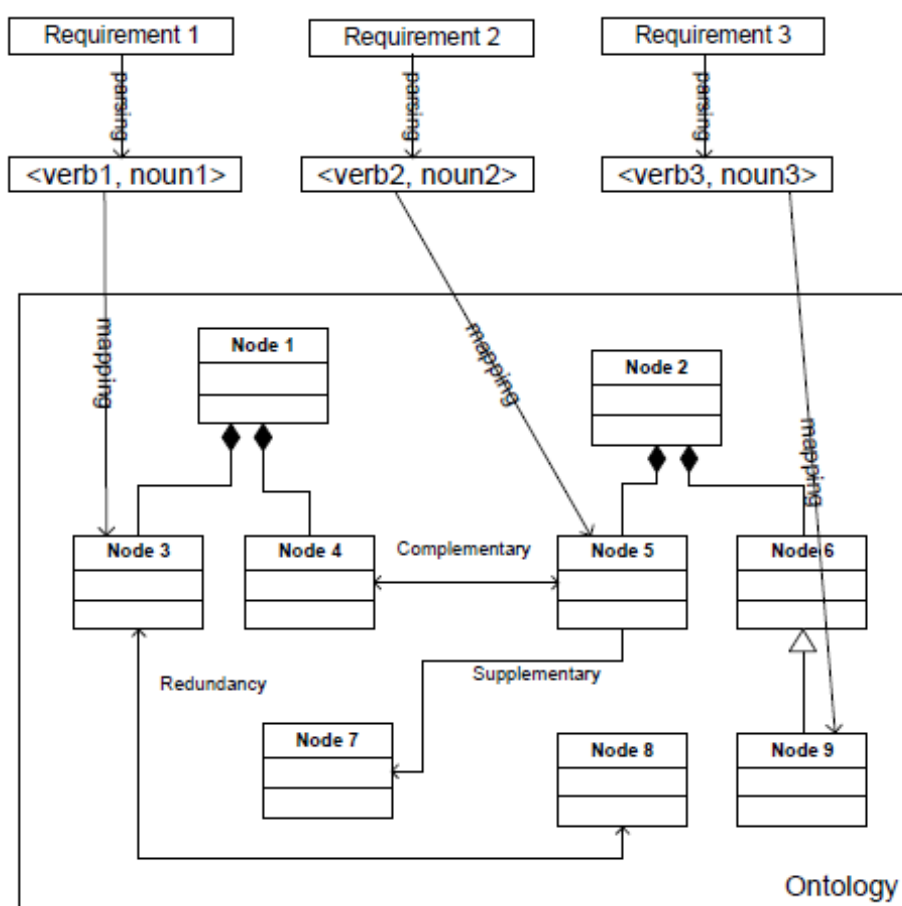 Requirement 1
Requirement 2
Requirement 3
parsing
parsing
parsing
<verb1, noun1>
<verb2, noun2>
<verb3, noun3>
mapping
mapping
mapping
Node 1
Node 2
Node 3
Node 4
Complementary
Node 5
Node 6
Redundancy
Supplementary
Node 7
Node 8
Node 9
Ontology